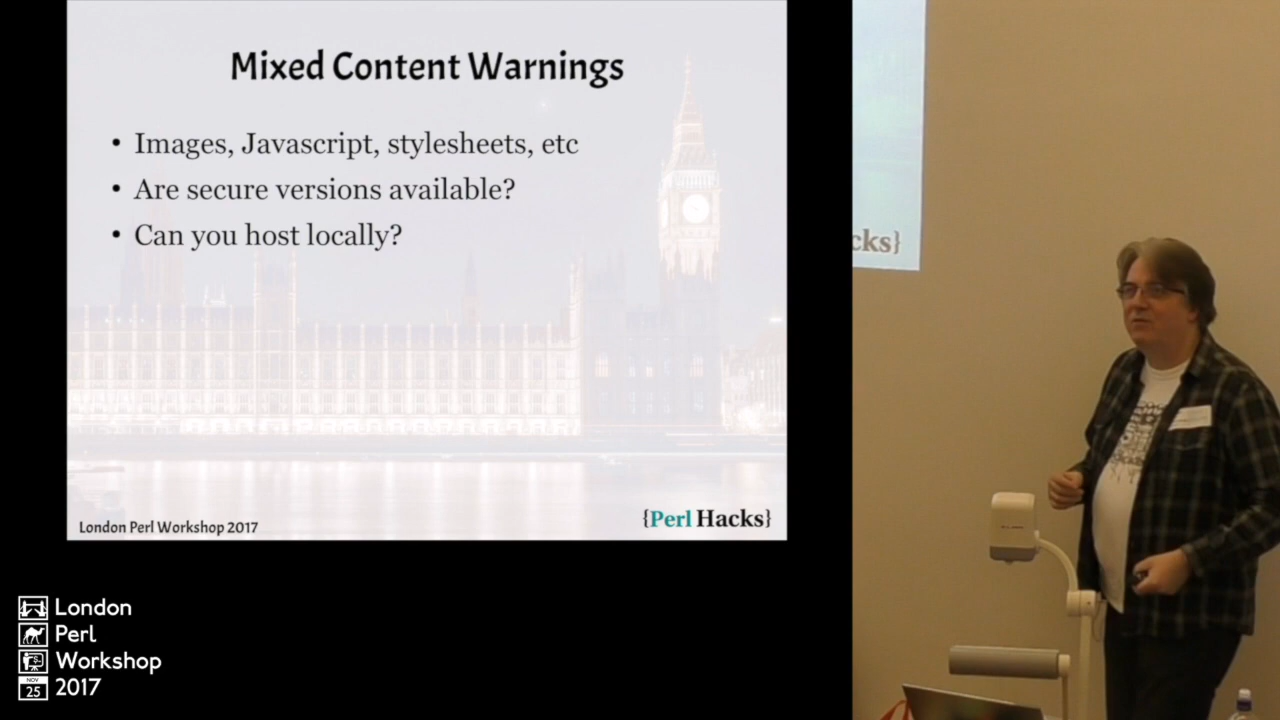 Mixed Content Warnings
• Images, Javascript, stylesheets, etc
• Are secure versions available?
• Can you host locally?
London Perl Workshop 2017
{Perl Hacks}
cks}
London
Perl
Workshop
NOV
25
2017